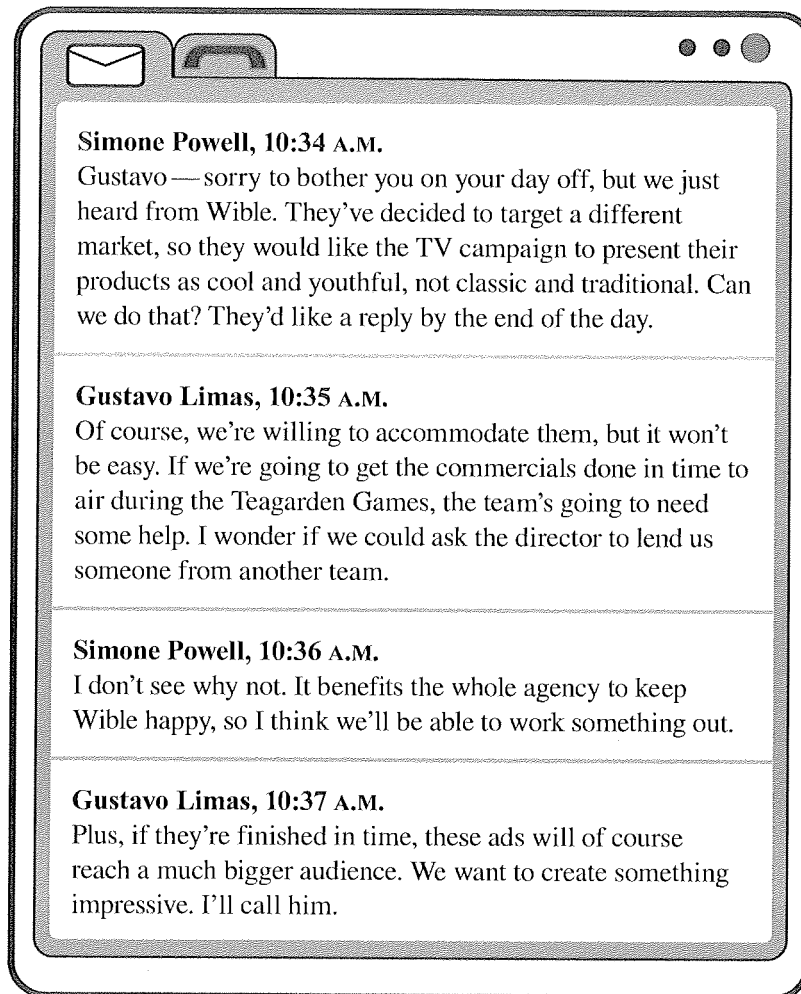 Simone Powell, 10:34 A.M.
Gustavo—sorry to bother you on your day off, but we just
heard from Wible. They've decided to target a different
market, so they would like the TV campaign to present their
products as cool and youthful, not classic and traditional. Can
we do that? They'd like a reply by the end of the day.
Gustavo Limas, 10:35 A.M.
Of course, we're willing to accommodate them, but it won't
be easy. If we're going to get the commercials done in time to
air during the Teagarden Games, the team's going to need
some help. I wonder if we could ask the director to lend us
someone from another team.
Simone Powell, 10:36 A.M.
I don't see why not. It benefits the whole agency to keep
Wible happy, so I think we'll be able to work something out.
Gustavo Limas, 10:37 A.M.
Plus, if they're finished in time, these ads will of course
reach a much bigger audience. We want to create something
impressive. I'll call him.